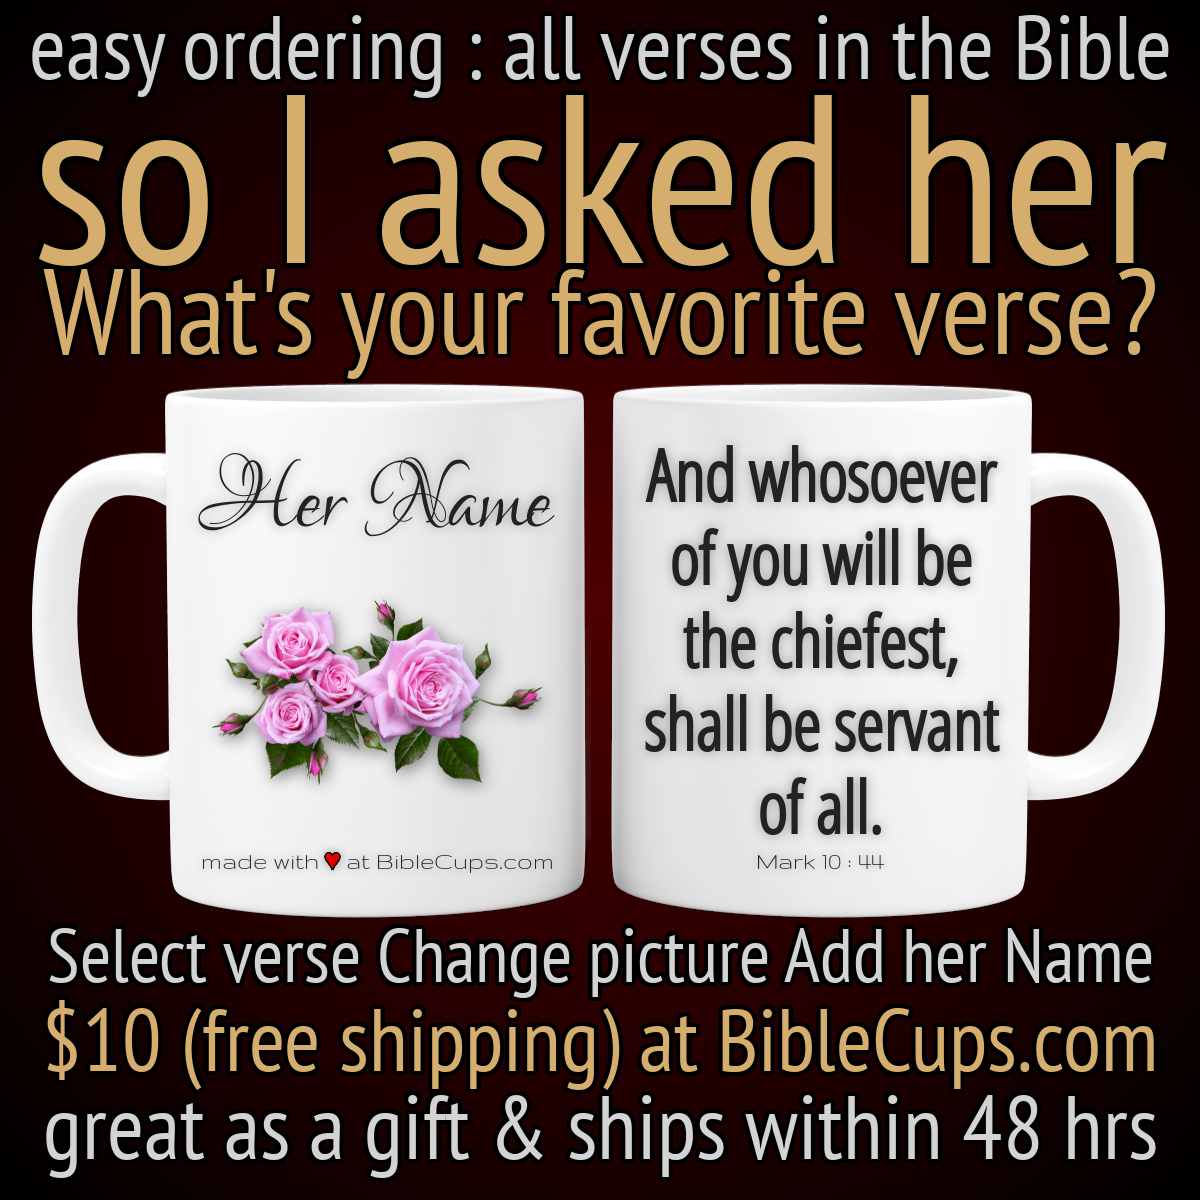 easy ordering : all verses in the Bible
so I asked her
What's your favorite verse?
Her Name
made with at BibleCups.com
And whosoever
of you will be
the chiefest,
shall be servant
of all.
Mark 10 : 44
Select verse Change picture Add her Name
$10 (free shipping) at BibleCups.com
great as a gift & ships within 48 hrs